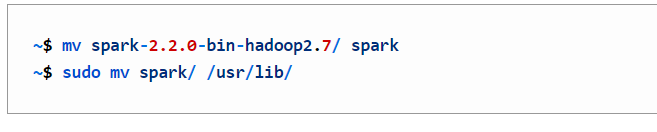 ~$ mv spark-2.2.0-bin-hadoop2.7/ spark
~$ sudo mv spark/ /usr/lib/